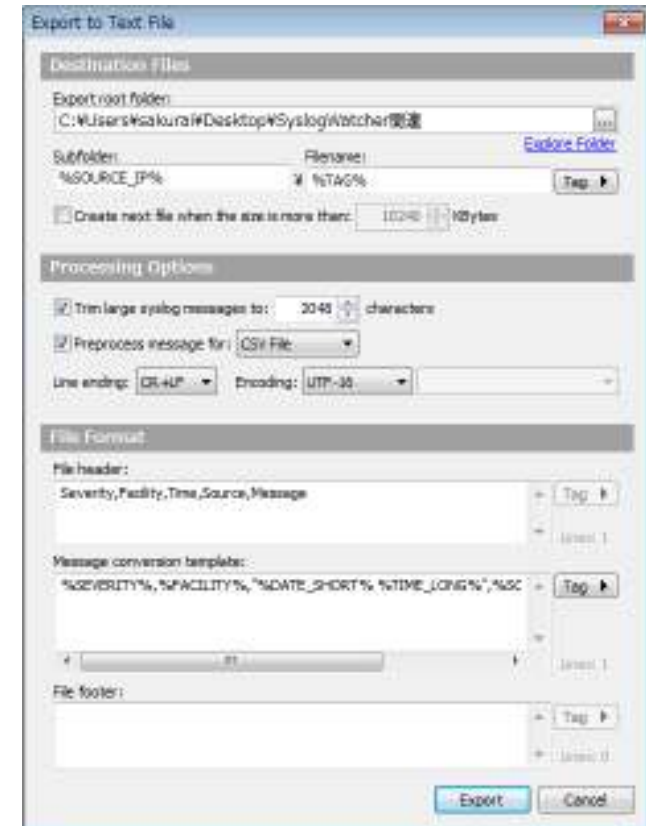 Export to Text File
Destination Files
Export root folder:
C:¥Users¥sakurai¥Desktop¥SyslogWatcher関連
...
Explore Folder
Subfolder: Filename:
%SOURCE_IP% ¥ %TAG% Tag
Create next file when the size is more then: 10240 KBytes
Processing Options
Trim large syslog messages to: 2048 characters
Preprocess message for: CSV File
Line ending: CR+LF Encoding: UTF-16
File Format
File header:
Severity,Facility,Time,Source,Message
Tag
Lines: 1
Message conversion template:
%SEVERITY%,%FACILITY%,"%DATE_SHORT% %TIME_LONG%",%SC
Tag
Lines: 1
File footer:
Tag
Lines: 0
Export Cancel